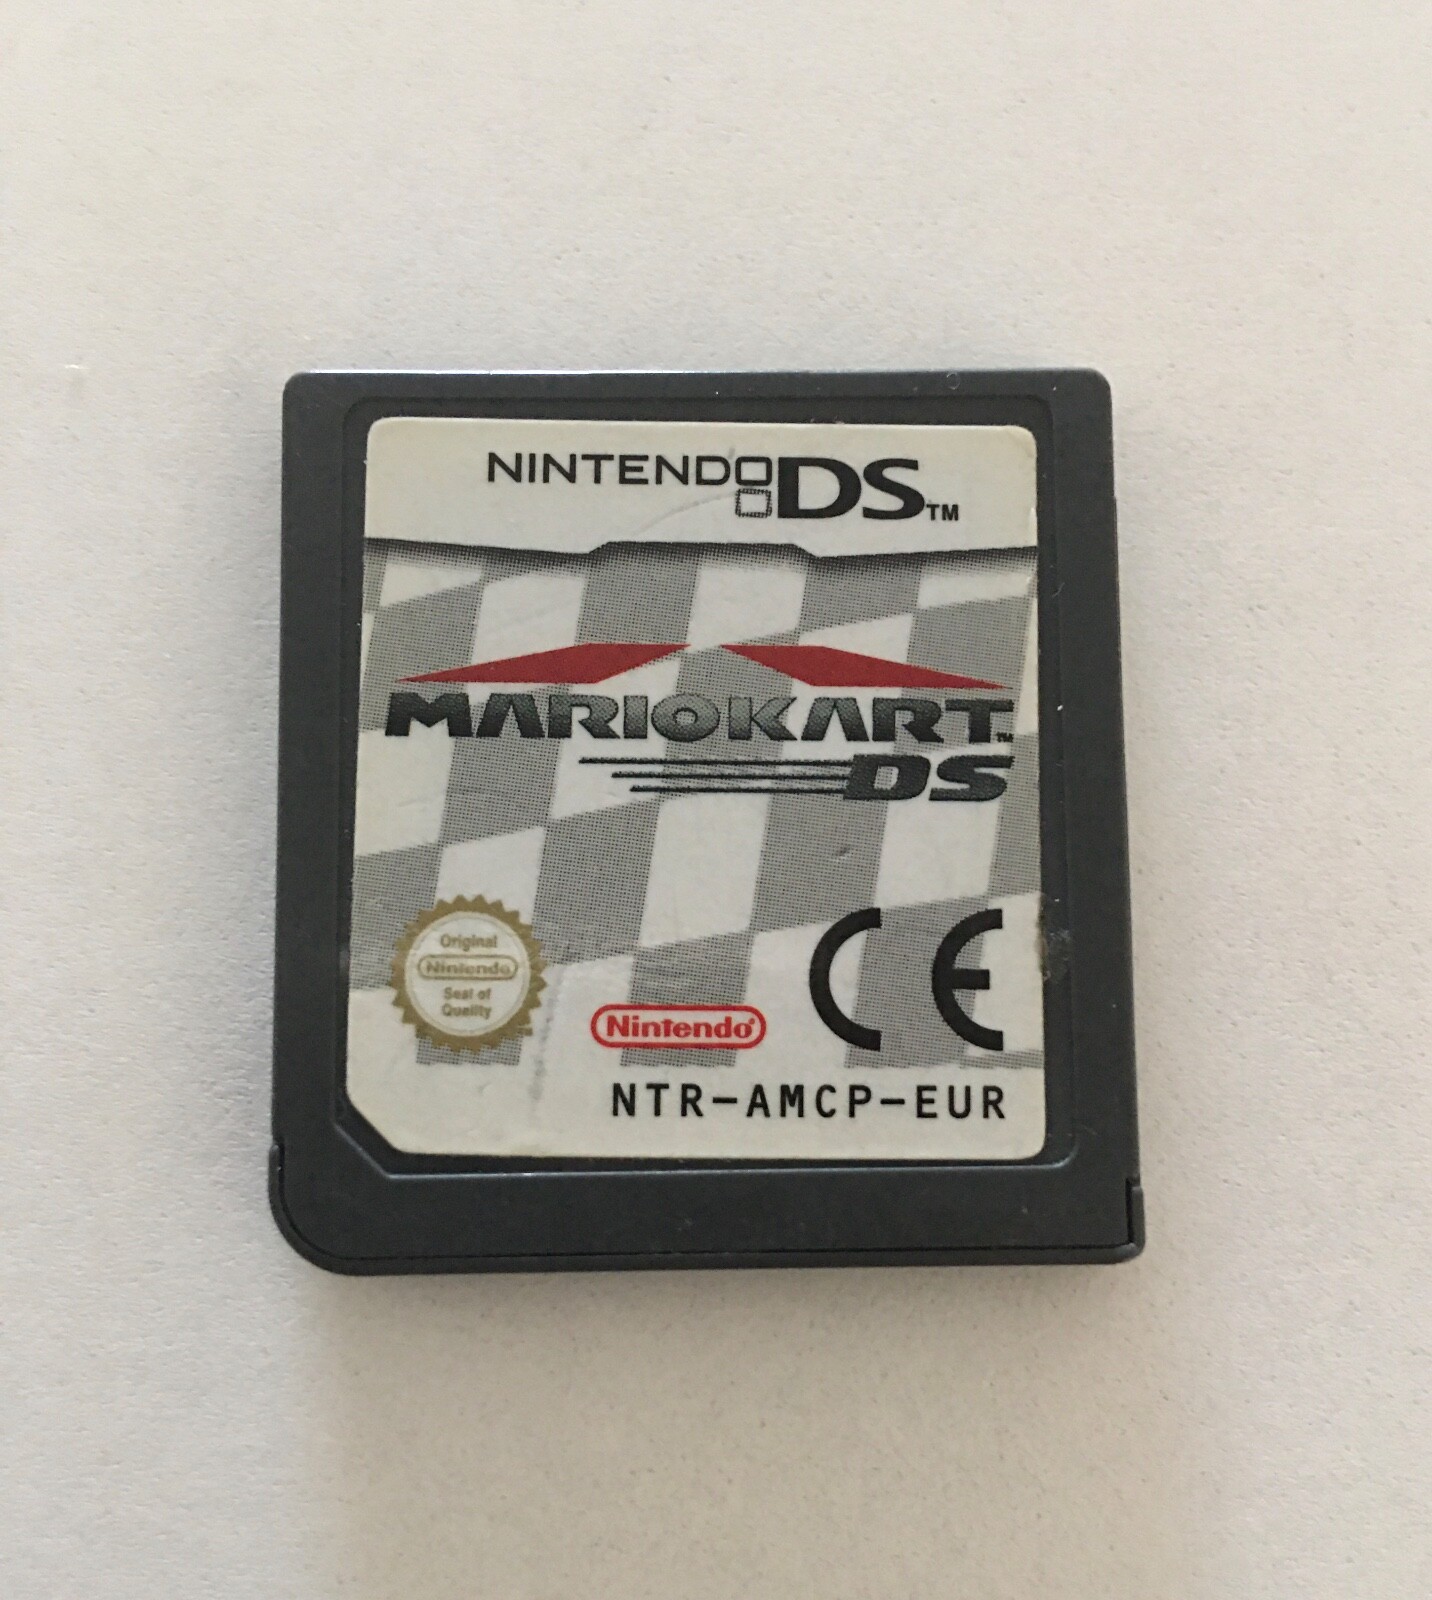 NINTENDO DS™
MARIOKART™
DS
Original
Nintendo
Seal of
Quality
Nintendo®
CE
NTR-AMCP-EUR